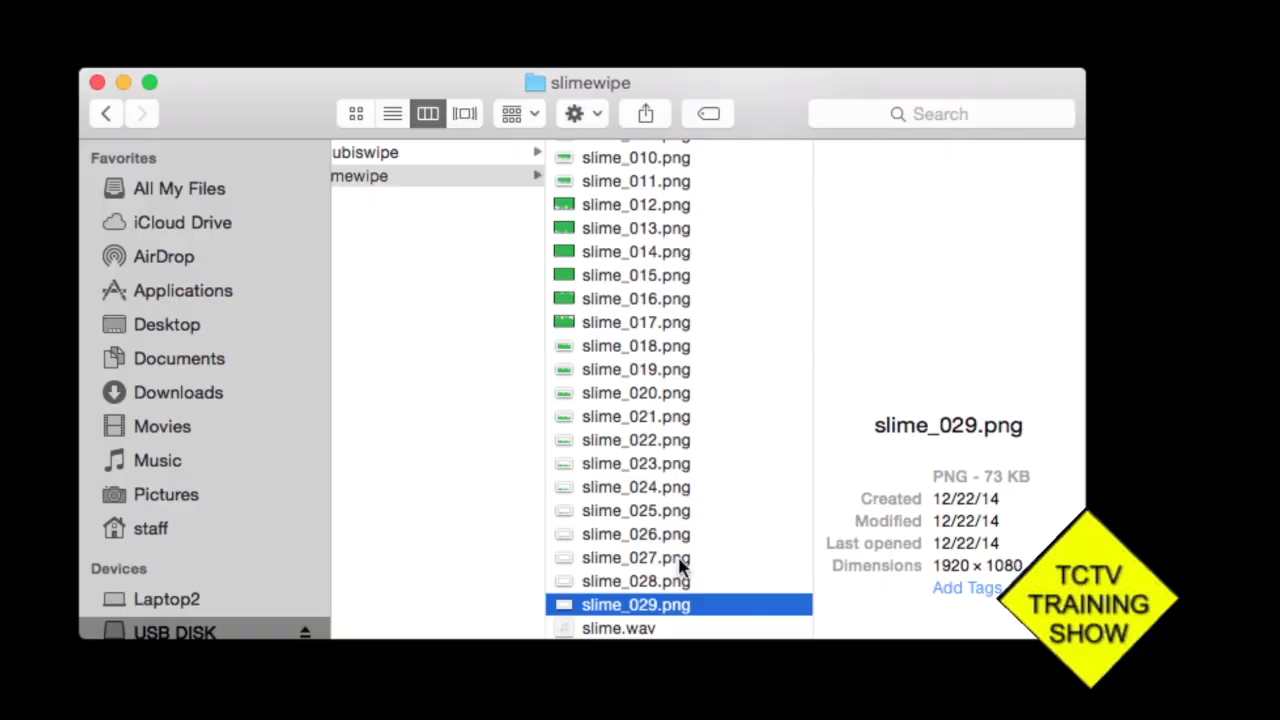 slimewipe
Search
Favorites
All My Files
iCloud Drive
AirDrop
Applications
Desktop
Documents
Downloads
Movies
Music
Pictures
staff
Devices
Laptop2
USB DISK
ubiswipe
mewipe
slime_010.png
slime_011.png
slime_012.png
slime_013.png
slime_014.png
slime_015.png
slime_016.png
slime_017.png
slime_018.png
slime_019.png
slime_020.png
slime_021.png
slime_022.png
slime_023.png
slime_024.png
slime_025.png
slime_026.png
slime_027.png
slime_028.png
slime_029.png
slime.wav
slime_029.png
PNG - 73 KB
Created 12/22/14
Modified 12/22/14
Last opened 12/22/14
Dimensions 1920 × 1080
Add Tags
TCTV
TRAINING
SHOW